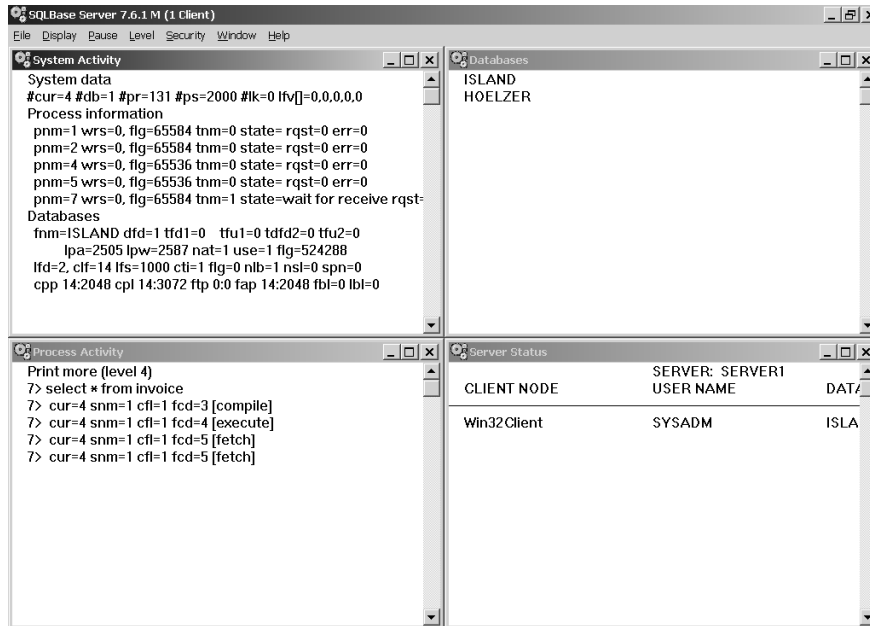 SQLBase Server 7.6.1 M (1 Client)
File Display Pause Level Security Window Help
System Activity
System data
#cur=4 #db=1 #pr=131 #ps=2000 #lk=0 lfv[]=0,0,0,0,0
Process information
pnm=1 wrs=0, flg=65584 tnm=0 state= rqst=0 err=0
pnm=2 wrs=0, flg=65584 tnm=0 state= rqst=0 err=0
pnm=4 wrs=0, flg=65536 tnm=0 state= rqst=0 err=0
pnm=5 wrs=0, flg=65536 tnm=0 state= rqst=0 err=0
pnm=7 wrs=0, flg=65584 tnm=1 state=wait for receive rqst=
Databases
fnm=ISLAND dfd=1 tfd1=0 tfu1=0 tdfd2=0 tfu2=0
lpa=2505 lpw=2587 nat=1 use=1 flg=524288
lfd=2, clf=14 lfs=1000 cti=1 flg=0 nlb=1 nsl=0 spn=0
cpp 14:2048 cpl 14:3072 ftp 0:0 fap 14:2048 fbl=0 lbl=0
Databases
ISLAND
HOELZER
Process Activity
Print more (level 4)
7> select * from invoice
7> cur=4 snm=1 cfl=1 fcd=3 [compile]
7> cur=4 snm=1 cfl=1 fcd=4 [execute]
7> cur=4 snm=1 cfl=1 fcd=5 [fetch]
7> cur=4 snm=1 cfl=1 fcd=5 [fetch]
Server Status
SERVER: SERVER1
CLIENT NODE USER NAME DATA
Win32Client SYSADM ISLA